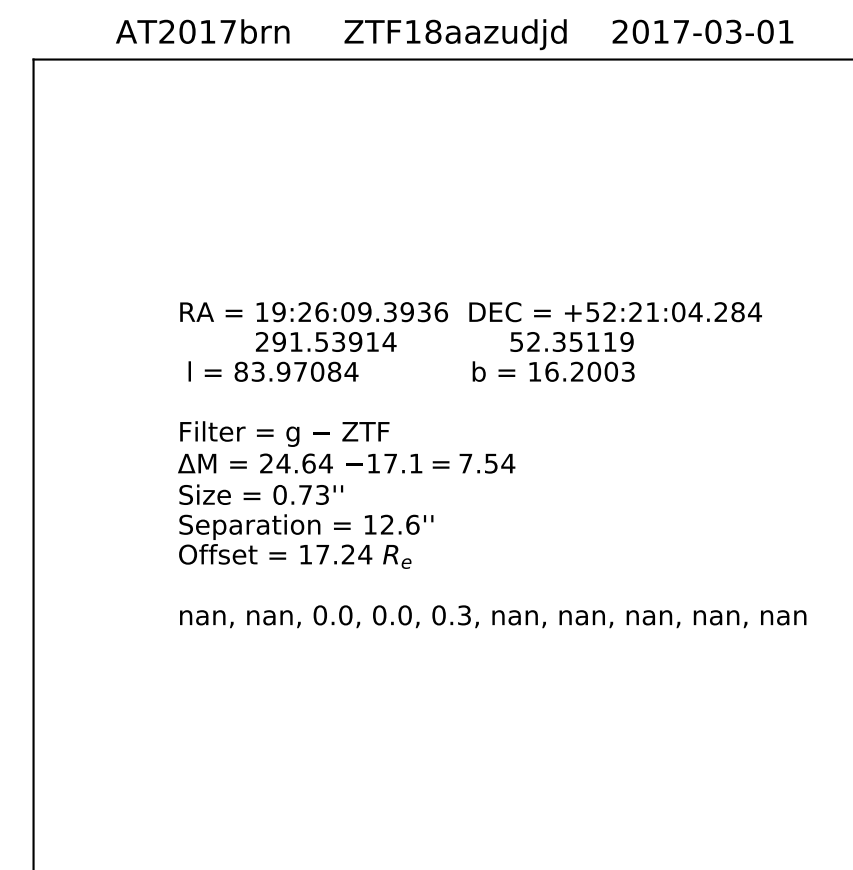 AT2017brn ZTF18aazudjd 2017-03-01
RA = 19:26:09.3936 DEC = +52:21:04.284
291.53914 52.35119
l = 83.97084 b = 16.2003
Filter = g − ZTF
ΔM = 24.64 −17.1 = 7.54
Size = 0.73''
Separation = 12.6''
Offset = 17.24 Re
nan, nan, 0.0, 0.0, 0.3, nan, nan, nan, nan, nan